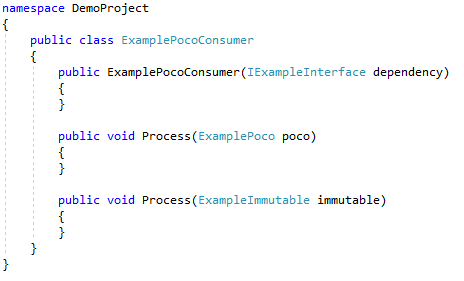 namespace DemoProject
{
    public class ExamplePocoConsumer
    {
        public ExamplePocoConsumer(IExampleInterface dependency)
        {
        }

        public void Process(ExamplePoco poco)
        {
        }

        public void Process(ExampleImmutable immutable)
        {
        }
    }
}